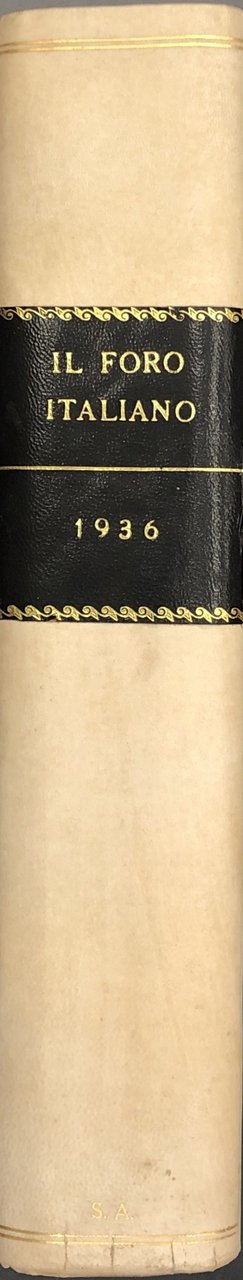 IL FORO
ITALIANO
1936
S. A.